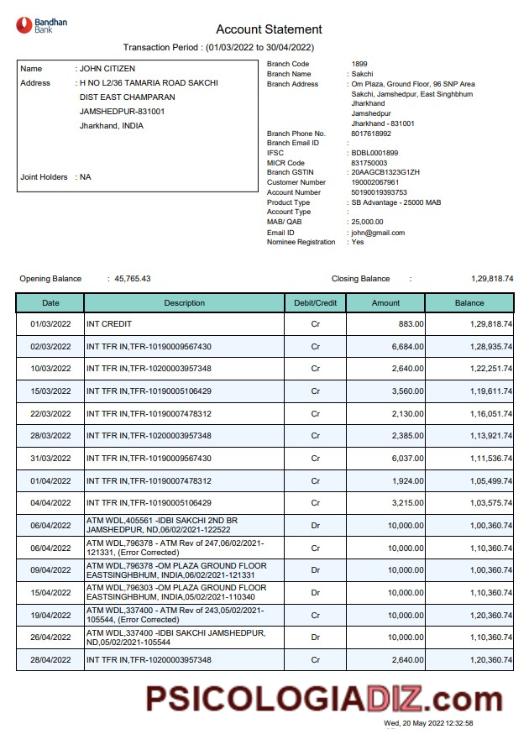 Bandhan
Bank
Account Statement
Transaction Period : (01/03/2022 to 30/04/2022)
Name : JOHN CITIZEN
Address : H NO L2/36 TAMARIA ROAD SAKCHI
DIST EAST CHAMPARAN
JAMSHEDPUR-831001
Jharkhand, INDIA
Joint Holders : NA
Branch Code 1899
Branch Name : Sakchi
Branch Address : Om Plaza, Ground Floor, 96 SNP Area
Sakchi, Jamshedpur, East Singhbhum
Jharkhand
Jamshedpur
Jharkhand - 831001
Branch Phone No. 8017618992
Branch Email ID :
IFSC : BDBL0001899
MICR Code 831750003
Branch GSTIN : 20AAGCB1323G1ZH
Customer Number 190002067961
Account Number 50190019393753
Product Type : SB Advantage - 25000 MAB
Account Type :
MAB/ QAB : 25,000.00
Email ID : john@gmail.com
Nominee Registration : Yes
Opening Balance : 45,765.43 Closing Balance : 1,29,818.74
Date Description Debit/Credit Amount Balance
01/03/2022 INT CREDIT Cr 883.00 1,29,818.74
02/03/2022 INT TFR IN,TFR-10190009567430 Cr 6,684.00 1,28,935.74
10/03/2022 INT TFR IN,TFR-10200003957348 Cr 2,640.00 1,22,251.74
15/03/2022 INT TFR IN,TFR-10190005106429 Cr 3,560.00 1,19,611.74
22/03/2022 INT TFR IN,TFR-10190007478312 Cr 2,130.00 1,16,051.74
28/03/2022 INT TFR IN,TFR-10200003957348 Cr 2,385.00 1,13,921.74
31/03/2022 INT TFR IN,TFR-10190009567430 Cr 6,037.00 1,11,536.74
01/04/2022 INT TFR IN,TFR-10190007478312 Cr 1,924.00 1,05,499.74
04/04/2022 INT TFR IN,TFR-10190005106429 Cr 3,215.00 1,03,575.74
06/04/2022 ATM WDL,405561 -IDBI SAKCHI 2ND BR Dr 10,000.00 1,00,360.74
JAMSHEDPUR, ND,06/02/2021-122522
06/04/2022 ATM WDL,796378 - ATM Rev of 247,06/02/2021- Cr 10,000.00 1,10,360.74
121331, (Error Corrected)
09/04/2022 ATM WDL,796378 -OM PLAZA GROUND FLOOR Dr 10,000.00 1,00,360.74
EASTSINGHBHUM, INDIA,06/02/2021-121331
15/04/2022 ATM WDL,796303 -OM PLAZA GROUND FLOOR Dr 10,000.00 1,10,360.74
EASTSINGHBHUM, INDIA,05/02/2021-110340
19/04/2022 ATM WDL,337400 - ATM Rev of 243,05/02/2021- Cr 10,000.00 1,20,360.74
105544, (Error Corrected)
26/04/2022 ATM WDL,337400 -IDBI SAKCHI JAMSHEDPUR, Dr 10,000.00 1,10,360.74
ND,05/02/2021-105544
28/04/2022 INT TFR IN,TFR-10200003957348 Cr 2,640.00 1,20,360.74
PSICOLOGIADIZ.com
Wed, 20 May 2022 12:32:58